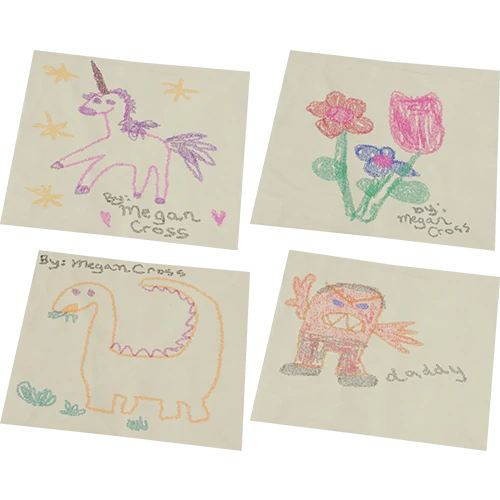 By:
Megan
Cross
by:
megan
Cross
By: megan Cross
daddy